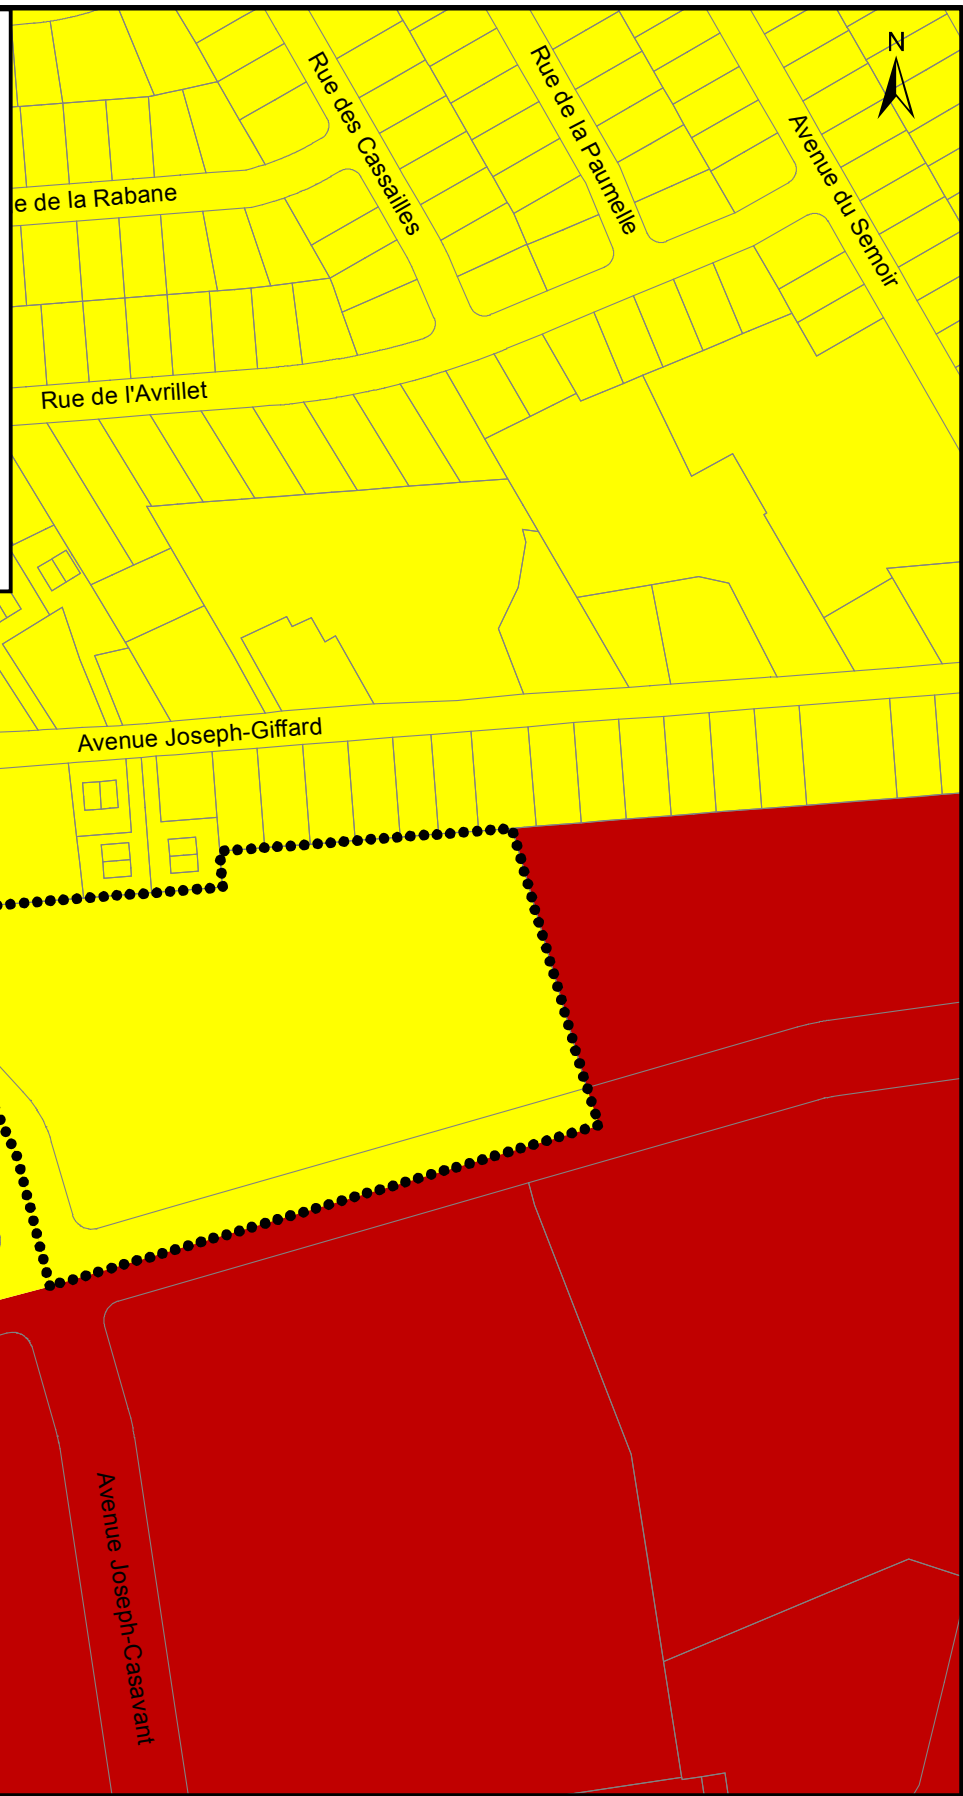 N
Rue des Cassailles
Rue de la Paumelle
Avenue du Semoir
e de la Rabane
Rue de l'Avrillet
Avenue Joseph-Giffard
Avenue Joseph-Casavant